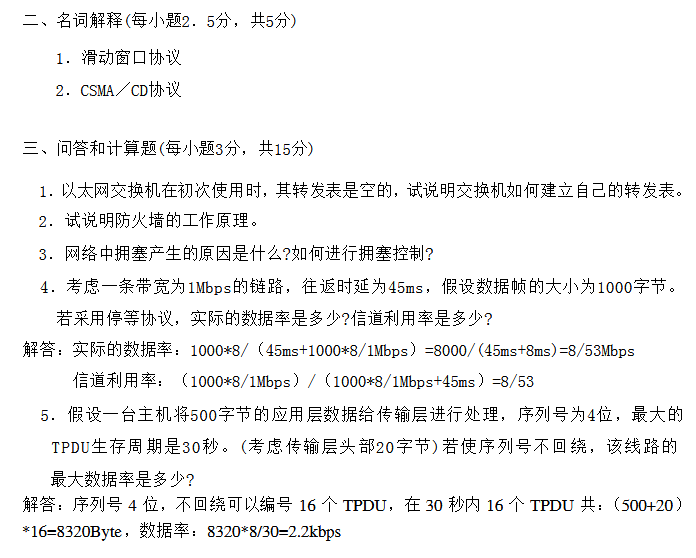 二、名词解释(每小题2．5分，共5分)
1．滑动窗口协议
2．CSMA／CD协议
三、问答和计算题(每小题3分，共15分)
1．以太网交换机在初次使用时，其转发表是空的，试说明交换机如何建立自己的转发表。
2．试说明防火墙的工作原理。
3．网络中拥塞产生的原因是什么?如何进行拥塞控制?
4．考虑一条带宽为1Mbps的链路，往返时延为45ms，假设数据帧的大小为1000字节。
若采用停等协议，实际的数据率是多少?信道利用率是多少?
解答：实际的数据率：1000*8/（45ms+1000*8/1Mbps）=8000/(45ms+8ms)=8/53Mbps
信道利用率：（1000*8/1Mbps）/（1000*8/1Mbps+45ms）=8/53
5．假设一台主机将500字节的应用层数据给传输层进行处理，序列号为4位，最大的
TPDU生存周期是30秒。(考虑传输层头部20字节)若使序列号不回绕，该线路的
最大数据率是多少?
解答：序列号 4 位，不回绕可以编号 16 个 TPDU，在 30 秒内 16 个 TPDU 共：（500+20）
*16=8320Byte，数据率：8320*8/30=2.2kbps